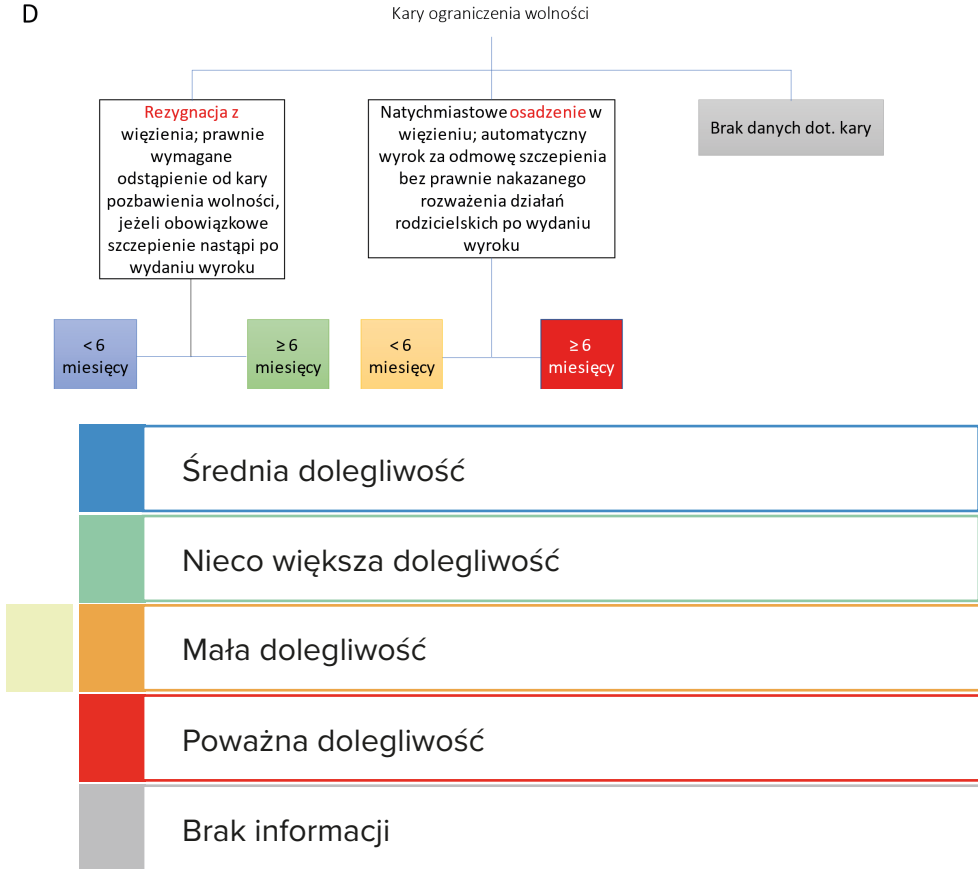 D
Kary ograniczenia wolności
Rezygnacja z
więzienia; prawnie
wymagane
odstąpienie od kary
pozbawienia wolności,
jeżeli obowiązkowe
szczepienie nastąpi po
wydaniu wyroku
Natychmiastowe osadzenie w
więzieniu; automatyczny
wyrok za odmowę szczepienia
bez prawnie nakazanego
rozważenia działań
rodzicielskich po wydaniu
wyroku
Brak danych dot. kary
< 6
miesięcy
≥ 6
miesięcy
< 6
miesięcy
≥ 6
miesięcy
Średnia dolegliwość
Nieco większa dolegliwość
Mała dolegliwość
Poważna dolegliwość
Brak informacji